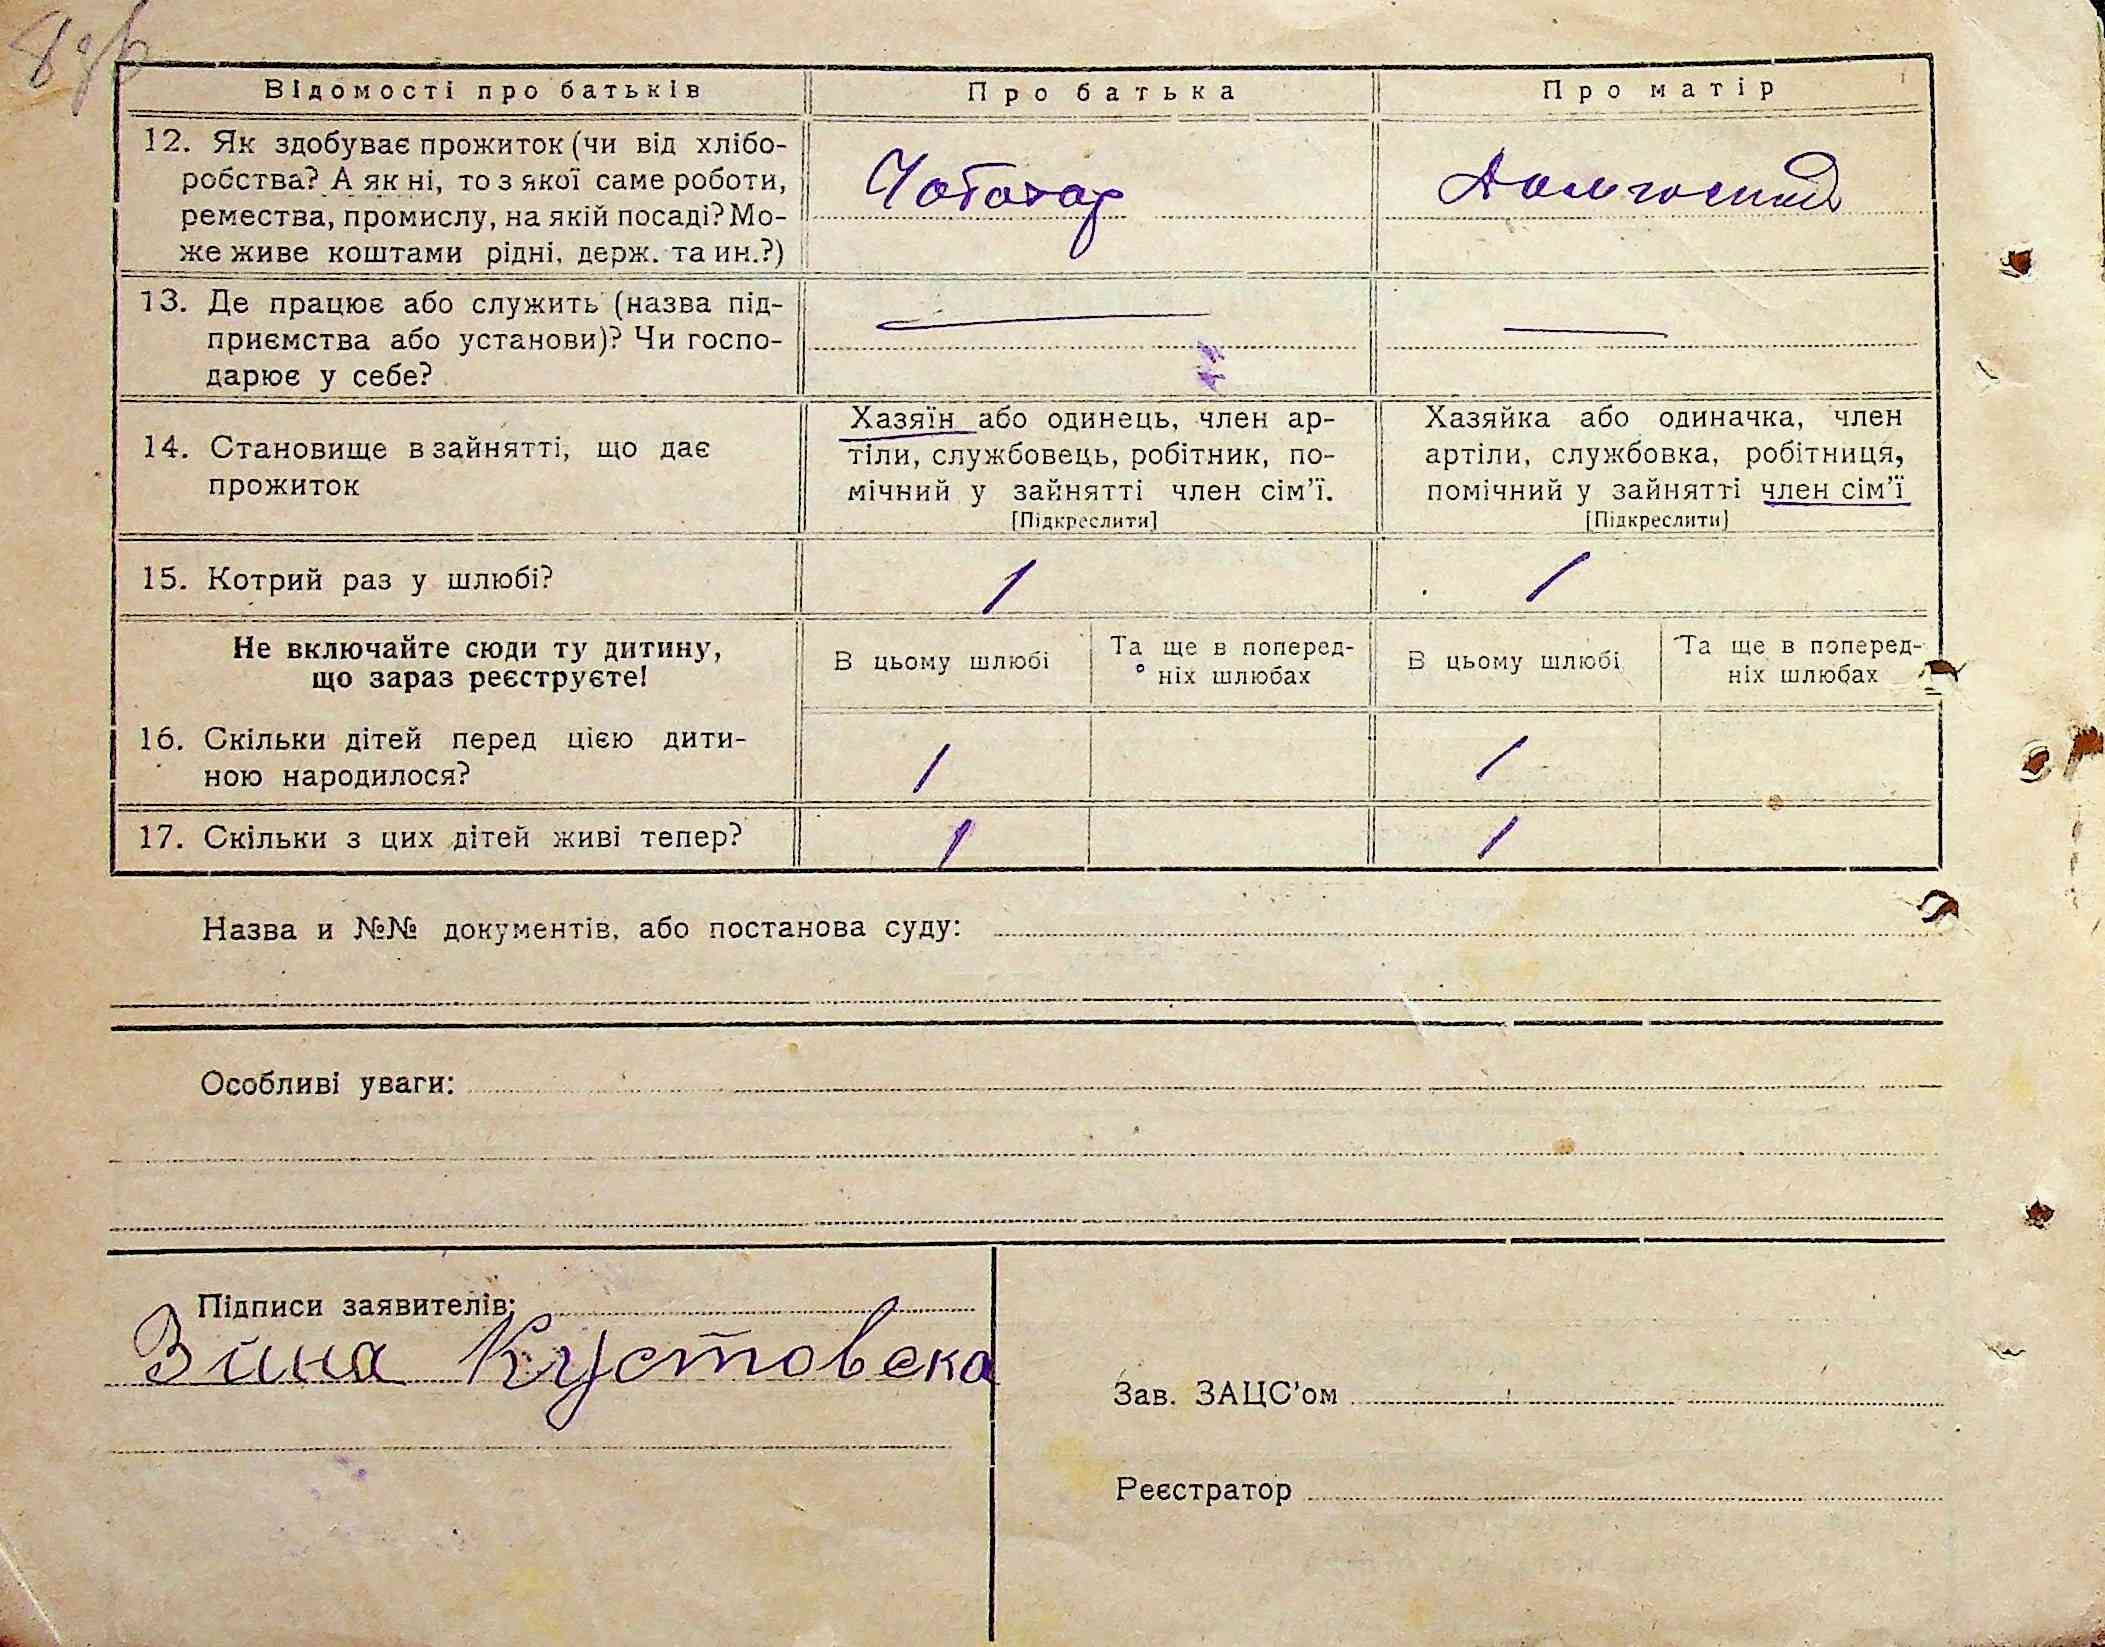 Відомості про батьків
Про батька
Про матір
12. Як здобуває прожиток (чи від хлібо-
робства? А як ні, то з якої саме роботи,
ремества, промислу, на якій посаді? Мо-
же живе коштами рідні, держ. та ин.?)
Чоботар
Домгоспод
13. Де працює або служить (назва під-
приємства або установи)? Чи госпо-
дарює у себе?
14. Становище в зайнятті, що дає
прожиток
Хазяїн або одинець, член ар-
тіли, службовець, робітник, по-
мічний у зайнятті член сім’ї.
[Підкреслити]
Хазяйка або одиначка, член
артіли, службовка, робітниця,
помічний у зайнятті член сім’ї
[Підкреслити]
15. Котрий раз у шлюбі?
1
1
Не включайте сюди ту дитину,
що зараз реєструєте!
В цьому шлюбі
Та ще в поперед-
ніх шлюбах
В цьому шлюбі
Та ще в поперед-
ніх шлюбах
16. Скільки дітей перед цією дити-
ною народилося?
1
1
17. Скільки з цих дітей живі тепер?
1
1
Назва и №№ документів, або постанова суду:
Особливі уваги:
Підписи заявителів:
Зина Кустовска
Зав. ЗАЦС’ом
Реєстратор